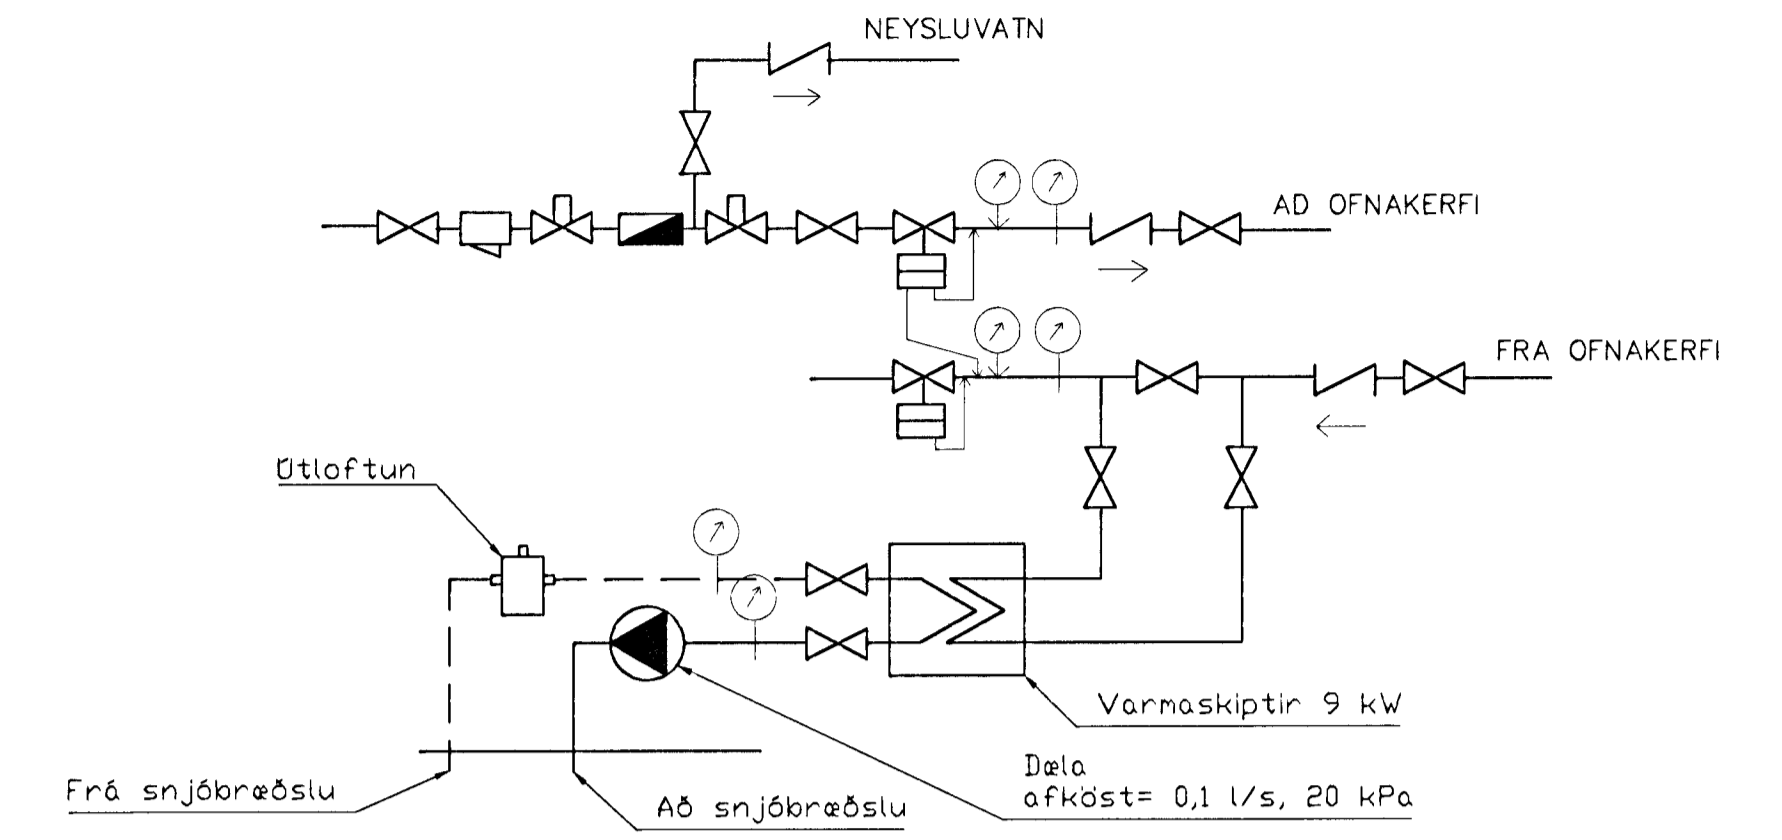 NEYSLUVATN
AD OFNAKERFI
FRA OFNAKERFI
Útloftun
Varmaskiptir 9 kW
Dæla
afköst= 0,1 l/s, 20 kPa
Frá snjóbræðslu
Að snjóbræðslu